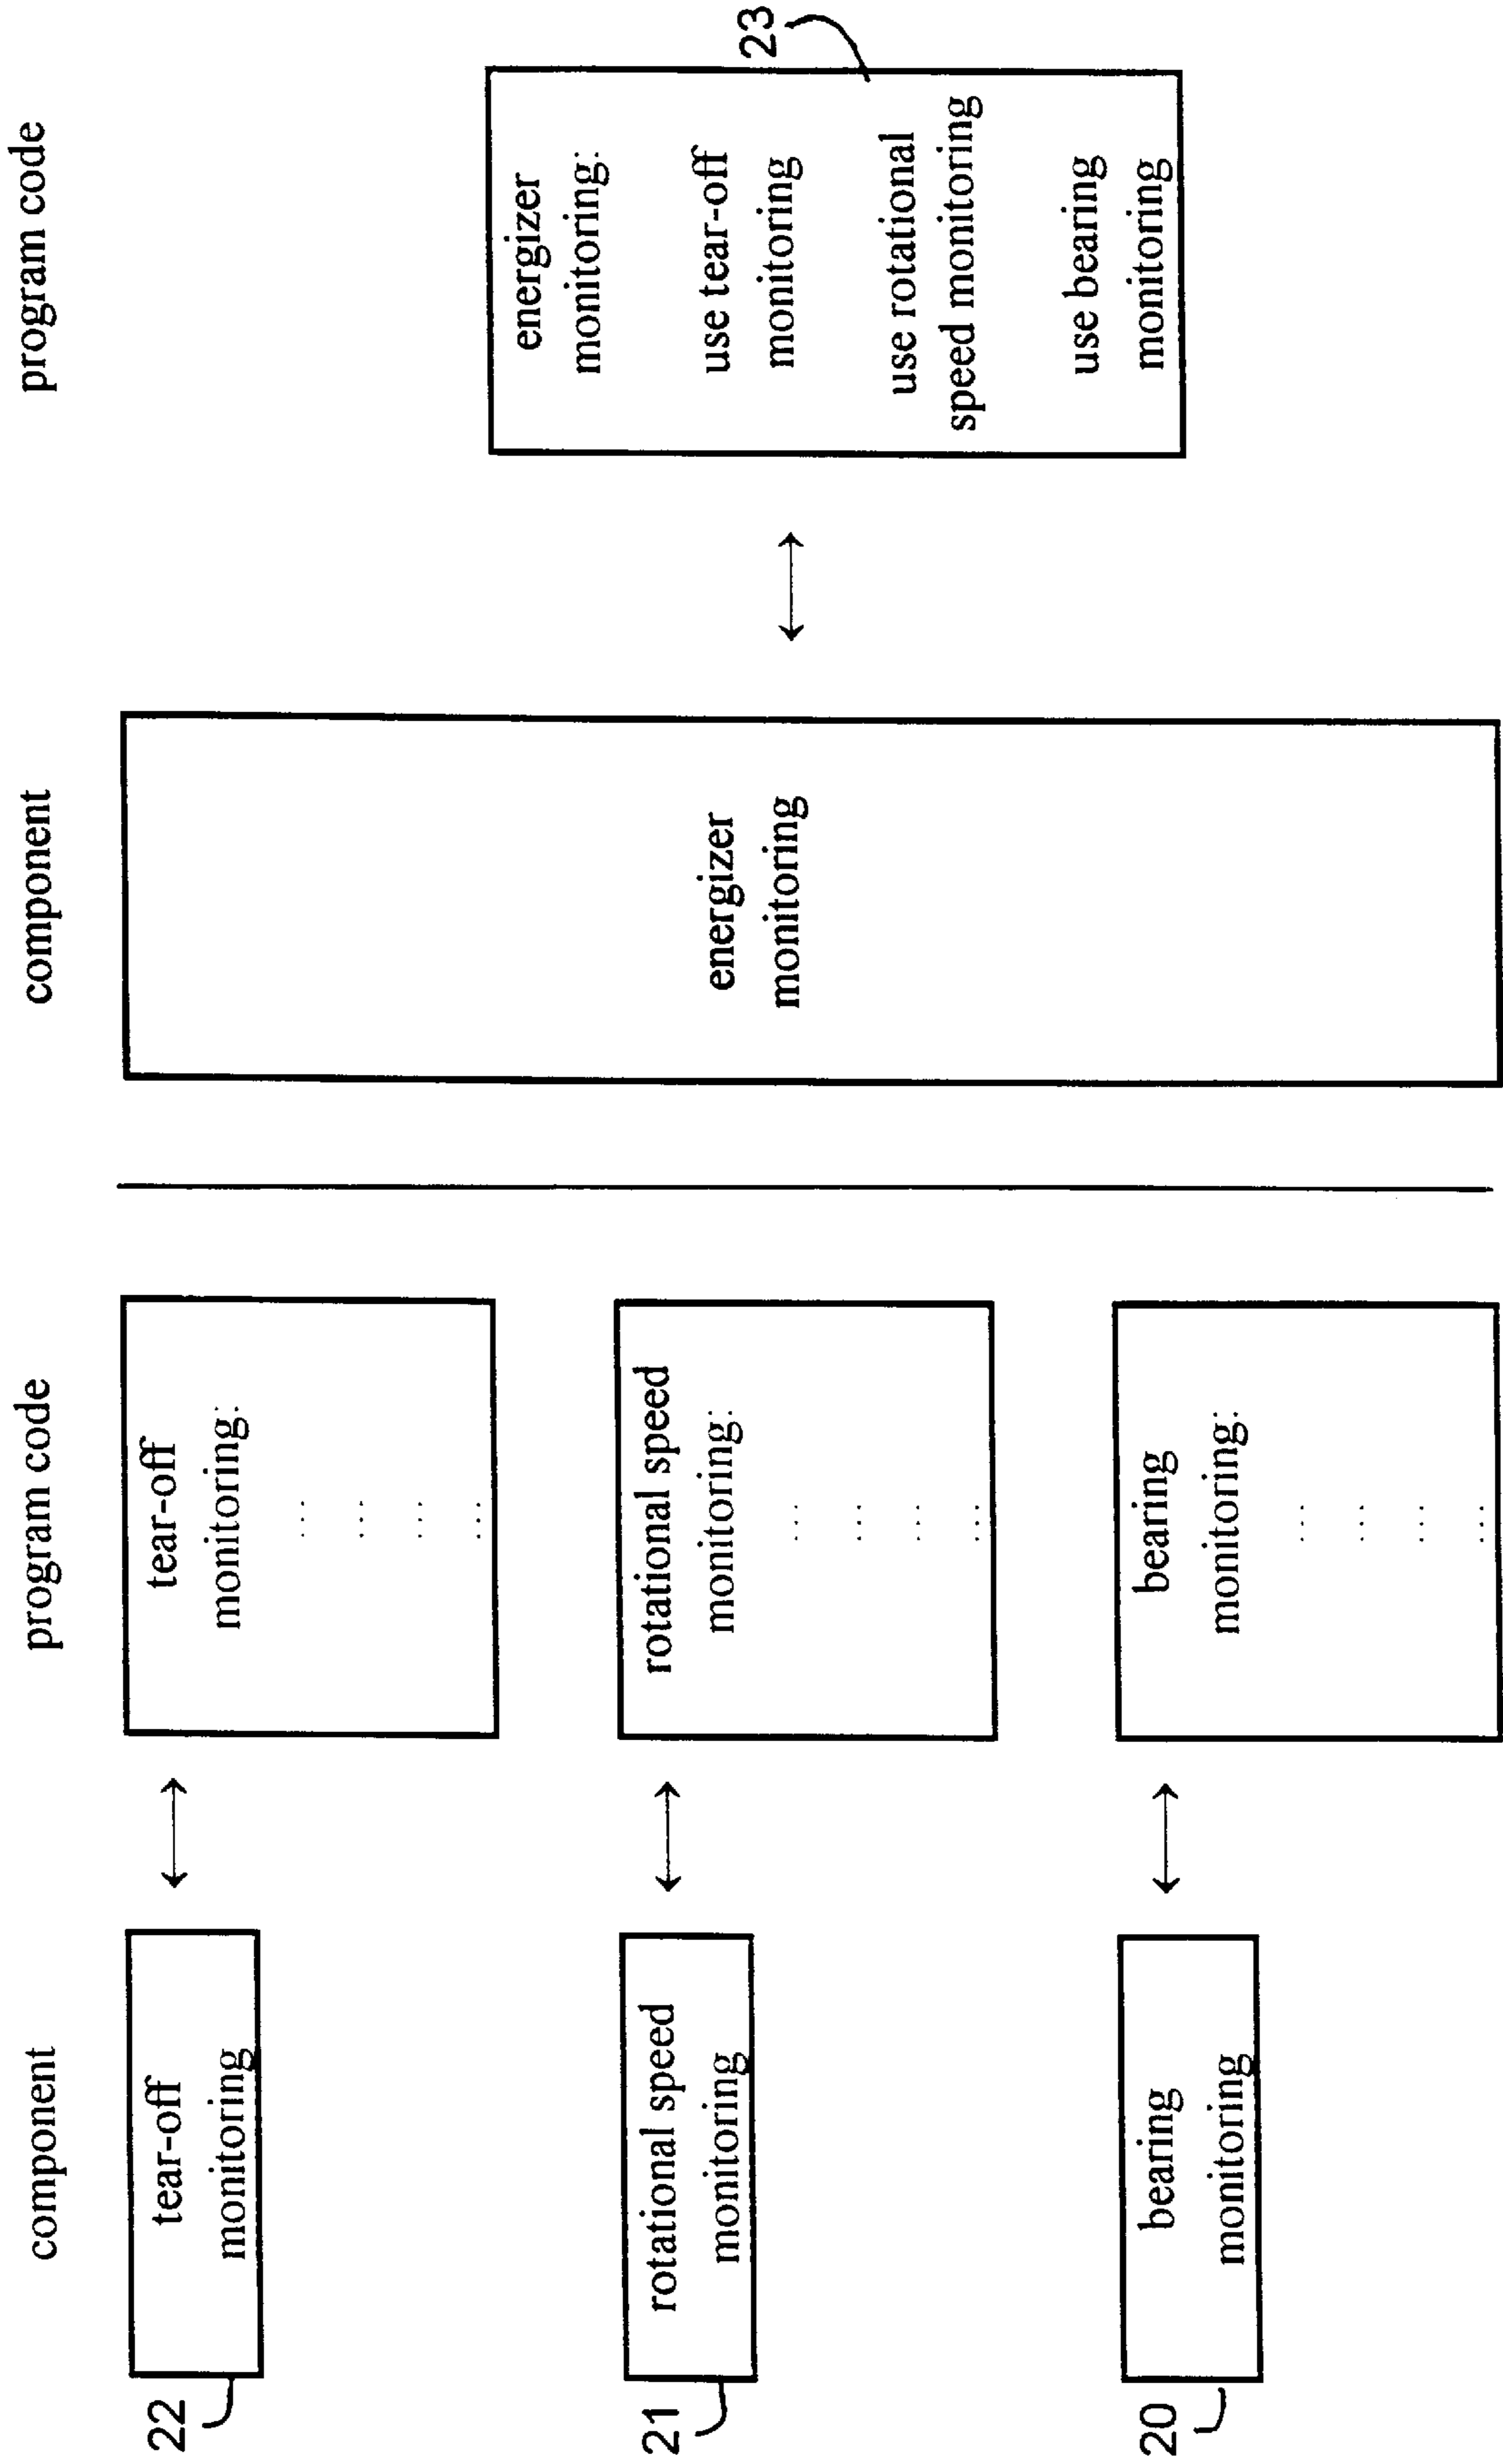 component
program code
component
program code
22
tear-off
monitoring
tear-off
monitoring:
...
...
...
...
21
rotational speed
monitoring
rotational speed
monitoring:
...
...
...
...
20
bearing
monitoring
bearing
monitoring:
...
...
...
...
energizer
monitoring
energizer
monitoring:
use tear-off
monitoring
use rotational
speed monitoring
use bearing
monitoring
23